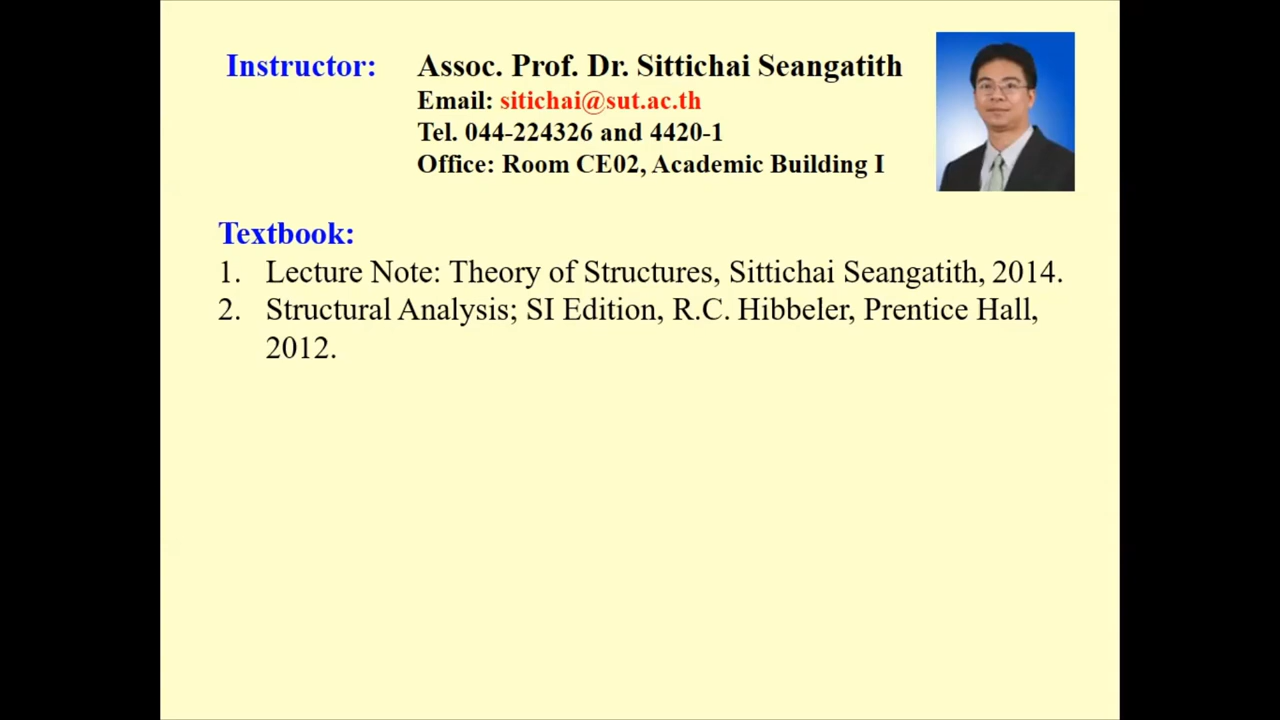 Instructor: Assoc. Prof. Dr. Sittichai Seangatith
Email: sitichai@sut.ac.th
Tel. 044-224326 and 4420-1
Office: Room CE02, Academic Building I
Textbook:
1. Lecture Note: Theory of Structures, Sittichai Seangatith, 2014.
2. Structural Analysis; SI Edition, R.C. Hibbeler, Prentice Hall,
2012.